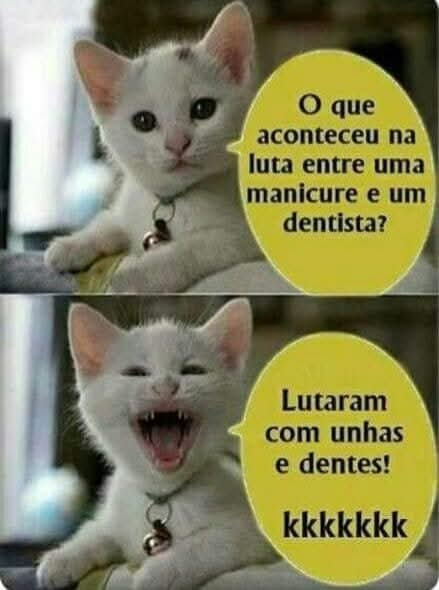 O que
aconteceu na
luta entre uma
manicure e um
dentista?
Lutaram
com unhas
e dentes!
kkkkkkk